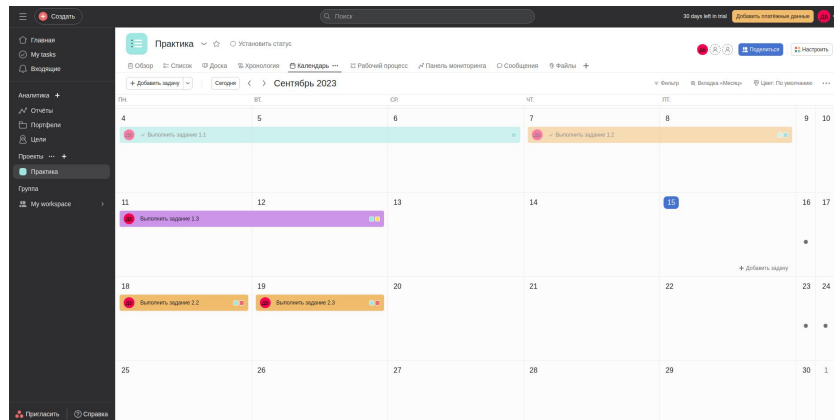 Создать
Поиск
30 days left in trial
Добавить платёжные данные
Главная
My tasks
Входящие
Аналитика +
Отчёты
Портфели
Цели
Проекты ... +
Практика
Группа
My workspace
Пригласить
Справка
Практика
Установить статус
Поделиться
Настроить
Обзор Список Доска Хронология Календарь ... Рабочий процесс Панель мониторинга Сообщения Файлы +
+ Добавить задачу
Сегодня
Сентябрь 2023
Фильтр
Вкладка «Месяц»
Цвет: По умолчанию
ПН. ВТ. СР. ЧТ. ПТ.
4 5 6 7 8 9 10
Выполнить задание 1.1
Выполнить задание 1.2
11 12 13 14 15 16 17
Выполнить задание 1.3
+ Добавить задачу
18 19 20 21 22 23 24
Выполнить задание 2.2
Выполнить задание 2.3
25 26 27 28 29 30 1